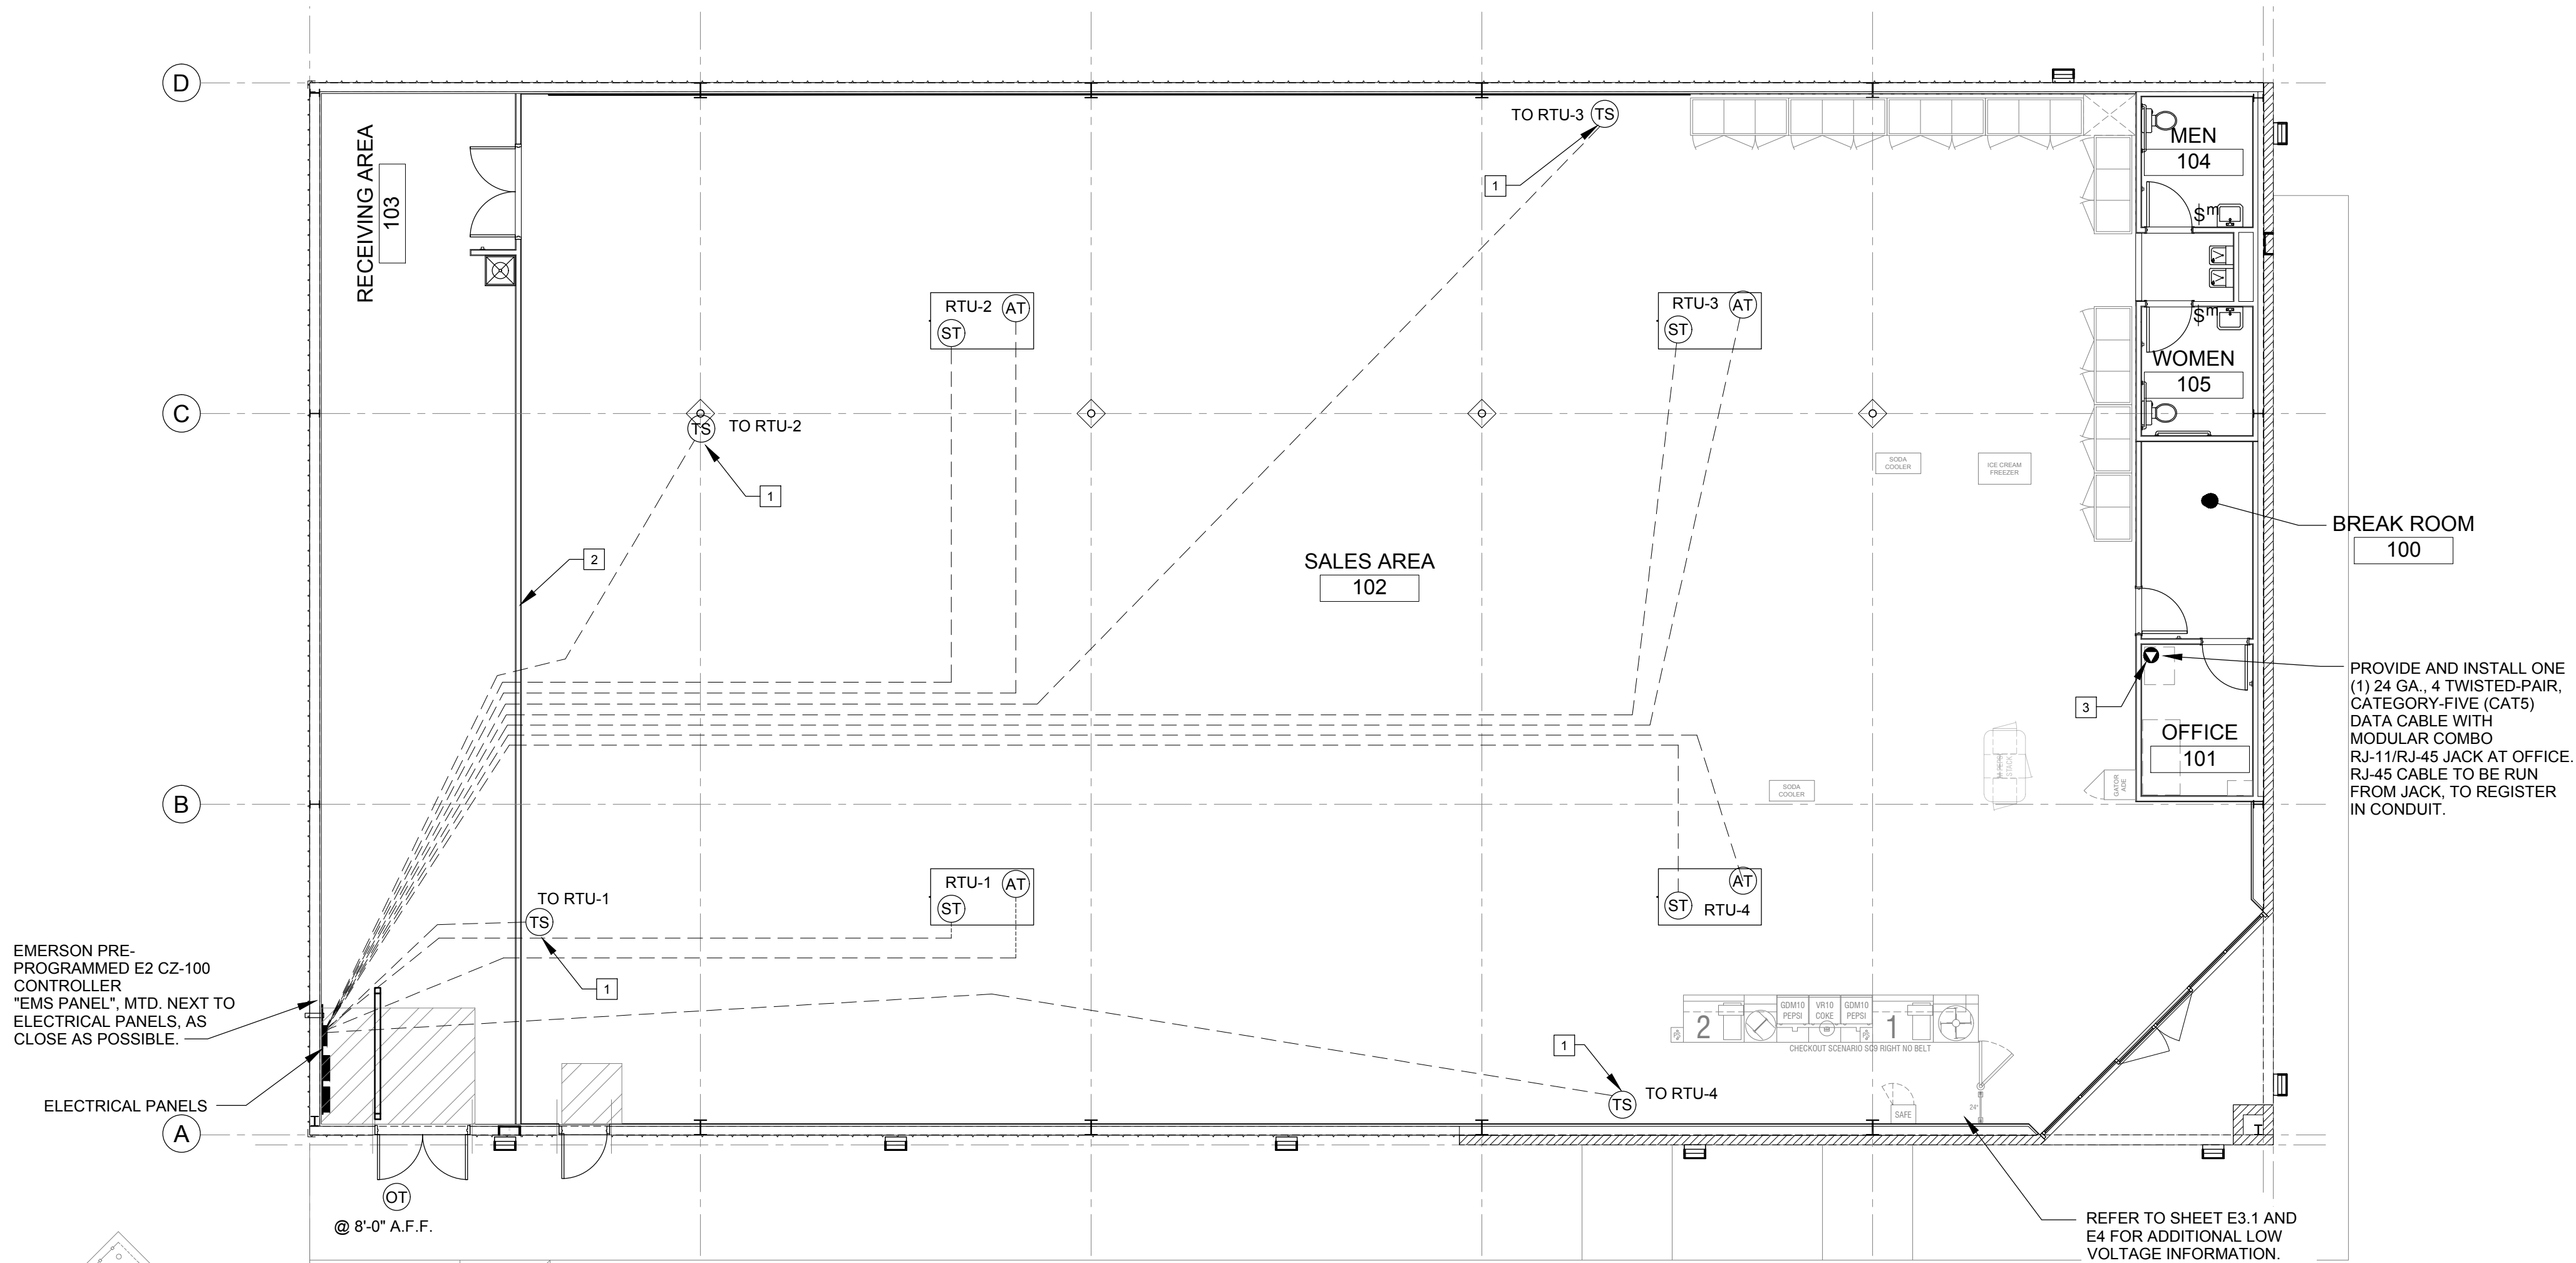 D
RECEIVING AREA
103
TO RTU-3
TS
1
MEN
104
$m
RTU-2
AT
ST
RTU-3
AT
ST
$m
WOMEN
105
C
TS
TO RTU-2
1
SODA
COOLER
ICE CREAM
FREEZER
BREAK ROOM
100
2
SALES AREA
102
PROVIDE AND INSTALL ONE
(1) 24 GA., 4 TWISTED-PAIR,
CATEGORY-FIVE (CAT5)
DATA CABLE WITH
MODULAR COMBO
RJ-11/RJ-45 JACK AT OFFICE.
RJ-45 CABLE TO BE RUN
FROM JACK, TO REGISTER
IN CONDUIT.
3
OFFICE
101
STACK
GATOR
ADE
SODA
COOLER
B
RTU-1
AT
ST
AT
ST
RTU-4
TO RTU-1
TS
1
EMERSON PRE-
PROGRAMMED E2 CZ-100
CONTROLLER
"EMS PANEL", MTD. NEXT TO
ELECTRICAL PANELS, AS
CLOSE AS POSSIBLE.
GDM10
PEPSI
VR10
COKE
GDM10
PEPSI
2
1
CHECKOUT SCENARIO SC9 RIGHT NO BELT
1
TO RTU-4
TS
SAFE
24"
ELECTRICAL PANELS
A
OT
@ 8'-0" A.F.F.
REFER TO SHEET E3.1 AND
E4 FOR ADDITIONAL LOW
VOLTAGE INFORMATION.